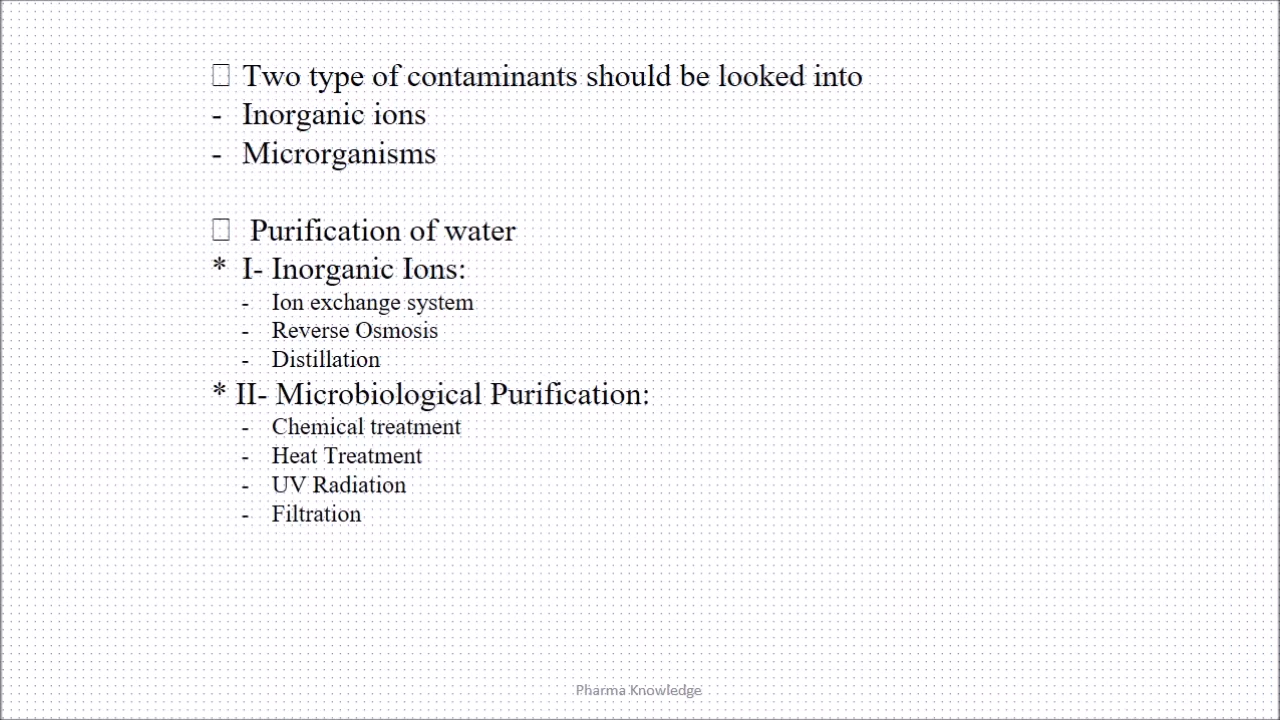 □ Two type of contaminants should be looked into
- Inorganic ions
- Microrganisms
□ Purification of water
* I- Inorganic Ions:
- Ion exchange system
- Reverse Osmosis
- Distillation
* II- Microbiological Purification:
- Chemical treatment
- Heat Treatment
- UV Radiation
- Filtration
Pharma Knowledge